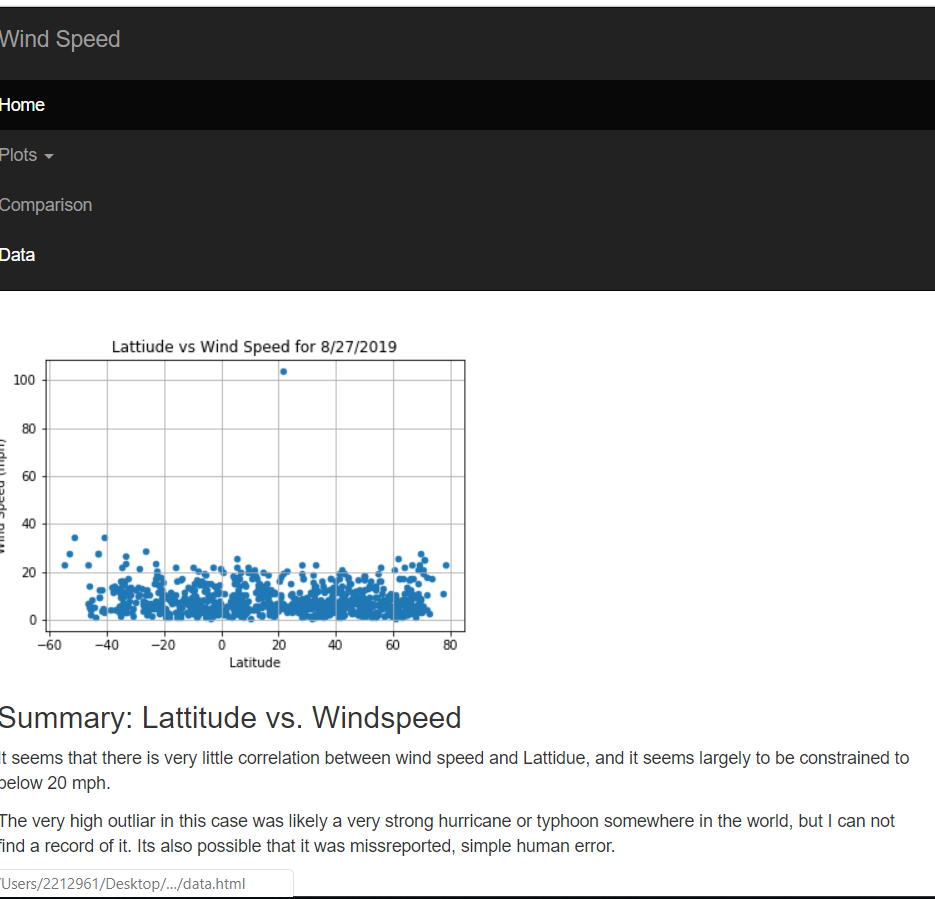 Wind Speed
Home
Plots
Comparison
Data
Lattiude vs Wind Speed for 8/27/2019
100
80
60
40
20
0
Wind Speed (mph)
−60 −40 −20 0 20 40 60 80
Latitude
Summary: Lattitude vs. Windspeed
It seems that there is very little correlation between wind speed and Lattidue, and it seems largely to be constrained to
below 20 mph.
The very high outliar in this case was likely a very strong hurricane or typhoon somewhere in the world, but I can not
find a record of it. Its also possible that it was missreported, simple human error.
/Users/2212961/Desktop/.../data.html